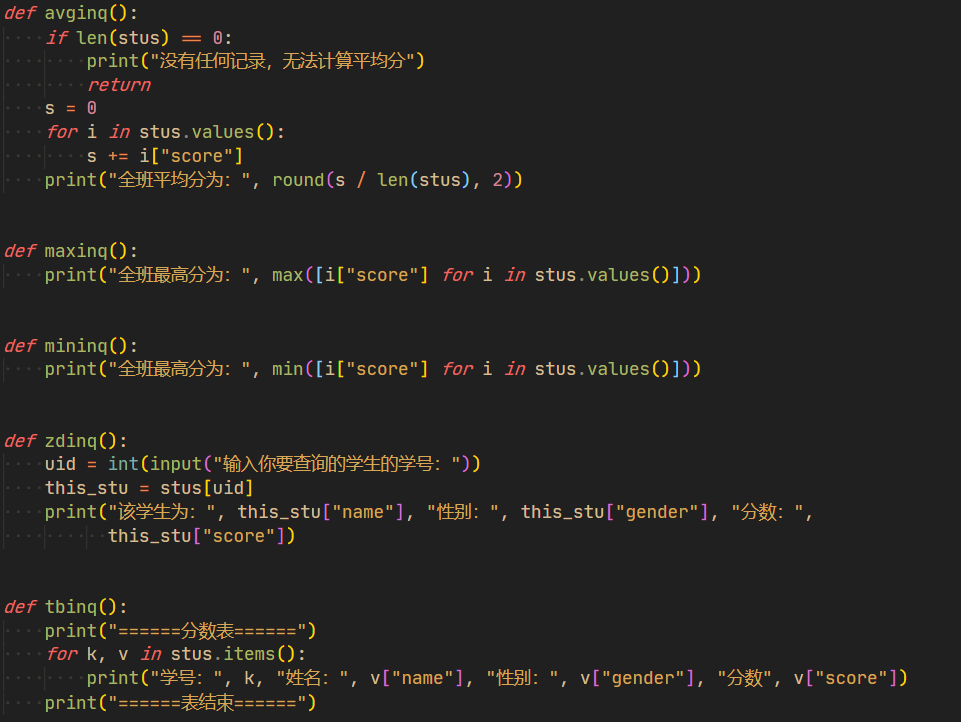 def avginq():
    if len(stus) == 0:
        print("没有任何记录，无法计算平均分")
        return
    s = 0
    for i in stus.values():
        s += i["score"]
    print("全班平均分为：", round(s / len(stus), 2))
def maxinq():
    print("全班最高分为：", max([i["score"] for i in stus.values()]))
def mininq():
    print("全班最高分为：", min([i["score"] for i in stus.values()]))
def zdinq():
    uid = int(input("输入你要查询的学生的学号："))
    this_stu = stus[uid]
    print("该学生为：", this_stu["name"], "性别：", this_stu["gender"], "分数：",
          this_stu["score"])
def tbinq():
    print("======分数表======")
    for k, v in stus.items():
        print("学号：", k, "姓名：", v["name"], "性别：", v["gender"], "分数", v["score"])
    print("======表结束======")